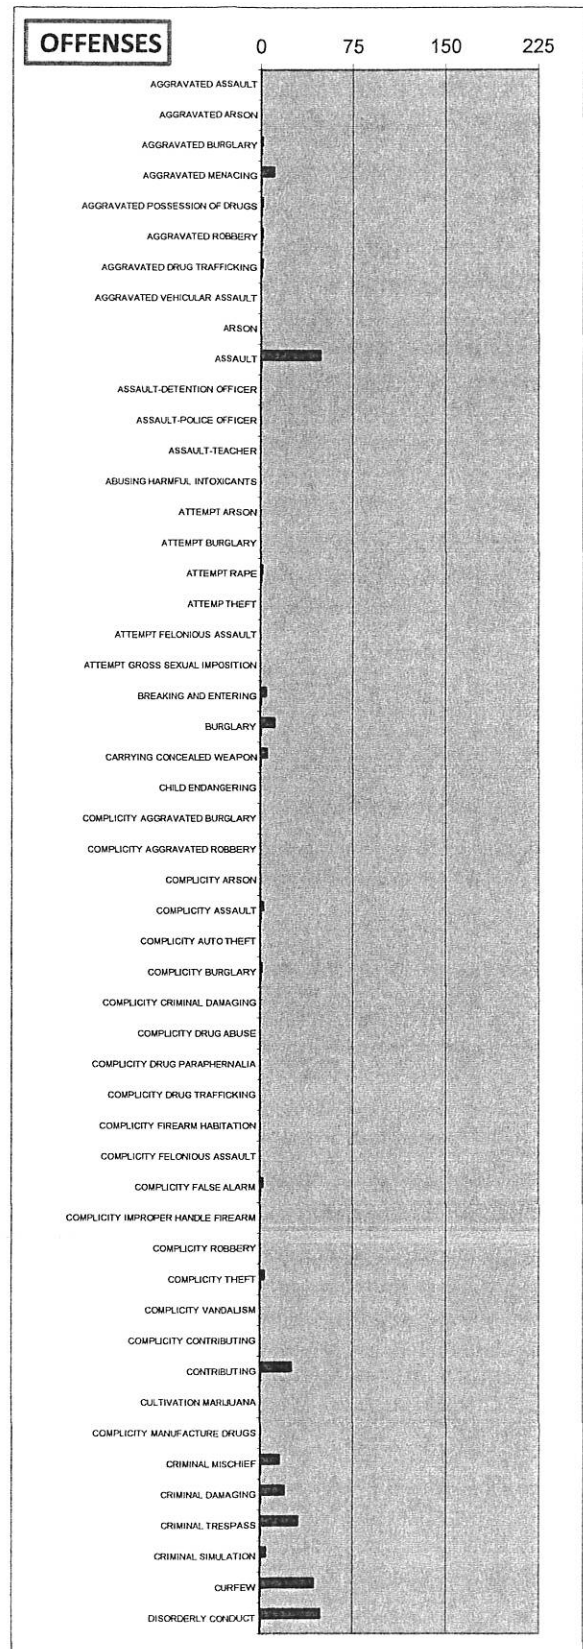 OFFENSES
0 75 150 225
AGGRAVATED ASSAULT
AGGRAVATED ARSON
AGGRAVATED BURGLARY
AGGRAVATED MENACING
AGGRAVATED POSSESSION OF DRUGS
AGGRAVATED ROBBERY
AGGRAVATED DRUG TRAFFICKING
AGGRAVATED VEHICULAR ASSAULT
ARSON
ASSAULT
ASSAULT-DETENTION OFFICER
ASSAULT-POLICE OFFICER
ASSAULT-TEACHER
ABUSING HARMFUL INTOXICANTS
ATTEMPT ARSON
ATTEMPT BURGLARY
ATTEMPT RAPE
ATTEMP THEFT
ATTEMPT FELONIOUS ASSAULT
ATTEMPT GROSS SEXUAL IMPOSITION
BREAKING AND ENTERING
BURGLARY
CARRYING CONCEALED WEAPON
CHILD ENDANGERING
COMPLICITY AGGRAVATED BURGLARY
COMPLICITY AGGRAVATED ROBBERY
COMPLICITY ARSON
COMPLICITY ASSAULT
COMPLICITY AUTO THEFT
COMPLICITY BURGLARY
COMPLICITY CRIMINAL DAMAGING
COMPLICITY DRUG ABUSE
COMPLICITY DRUG PARAPHERNALIA
COMPLICITY DRUG TRAFFICKING
COMPLICITY FIREARM HABITATION
COMPLICITY FELONIOUS ASSAULT
COMPLICITY FALSE ALARM
COMPLICITY IMPROPER HANDLE FIREARM
COMPLICITY ROBBERY
COMPLICITY THEFT
COMPLICITY VANDALISM
COMPLICITY CONTRIBUTING
CONTRIBUTING
CULTIVATION MARIJUANA
COMPLICITY MANUFACTURE DRUGS
CRIMINAL MISCHIEF
CRIMINAL DAMAGING
CRIMINAL TRESPASS
CRIMINAL SIMULATION
CURFEW
DISORDERLY CONDUCT